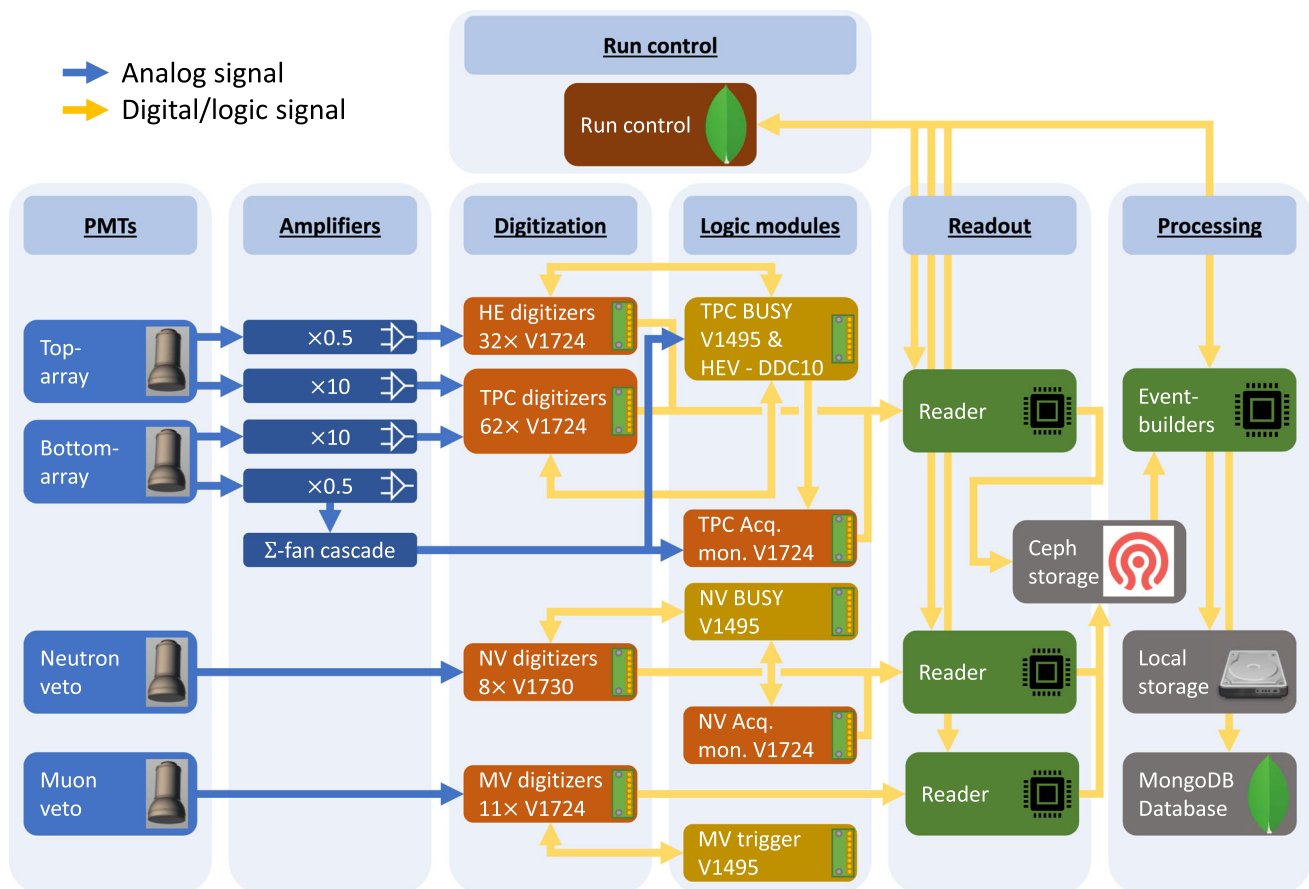 Run control
Analog signal
Digital/logic signal
Run control
PMTs
Amplifiers
Digitization
Logic modules
Readout
Processing
Top-
array
Bottom-
array
Neutron
veto
Muon
veto
×0.5
×10
×10
×0.5
Σ-fan cascade
HE digitizers
32× V1724
TPC digitizers
62× V1724
NV digitizers
8× V1730
MV digitizers
11× V1724
TPC BUSY
V1495 &
HEV - DDC10
TPC Acq.
mon. V1724
NV BUSY
V1495
NV Acq.
mon. V1724
MV trigger
V1495
Reader
Reader
Reader
Ceph
storage
Event-
builders
Local
storage
MongoDB
Database